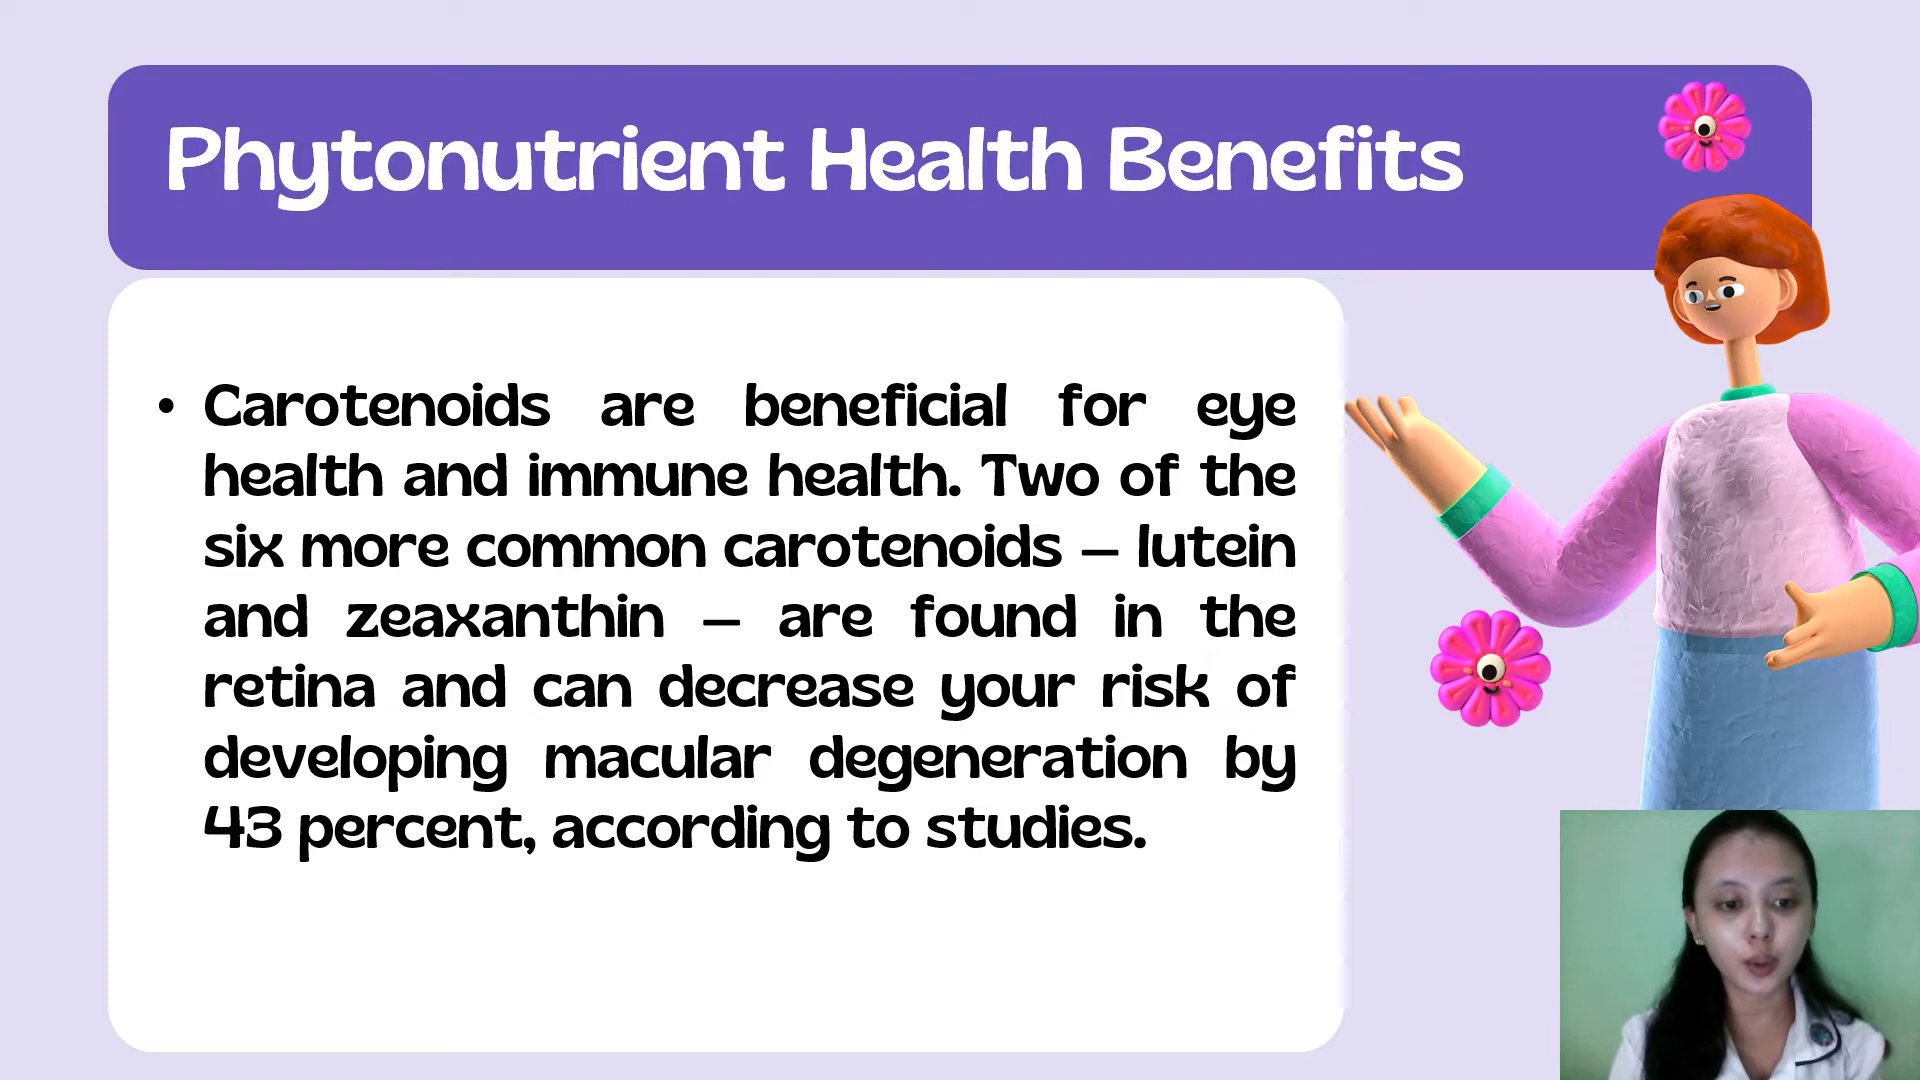 Phytonutrient Health Benefits
• Carotenoids are beneficial for eye
health and immune health. Two of the
six more common carotenoids — lutein
and zeaxanthin — are found in the
retina and can decrease your risk of
developing macular degeneration by
43 percent, according to studies.